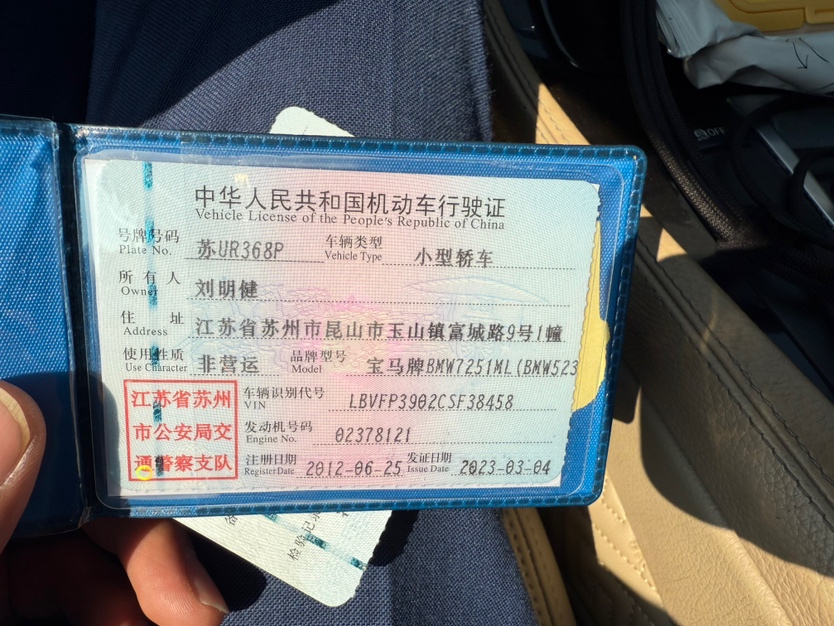 中华人民共和国机动车行驶证
Vehicle License of the People's Republic of China
号牌号码 苏UR368P 车辆类型 小型轿车
Plate No. Vehicle Type
所有人 刘明健
Owner
住址 江苏省苏州市昆山市玉山镇富城路9号1幢
Address
使用性质 非营运 品牌型号 宝马牌BMW7251ML(BMW523
Use Character Model
江苏省苏州
市公安局交
通警察支队
车辆识别代号 LBVFP3902CSF38458
VIN
发动机号码 02378121
Engine No.
注册日期 2012-06-25 发证日期 2023-03-04
Register Date Issue Date
检验记录
OFF